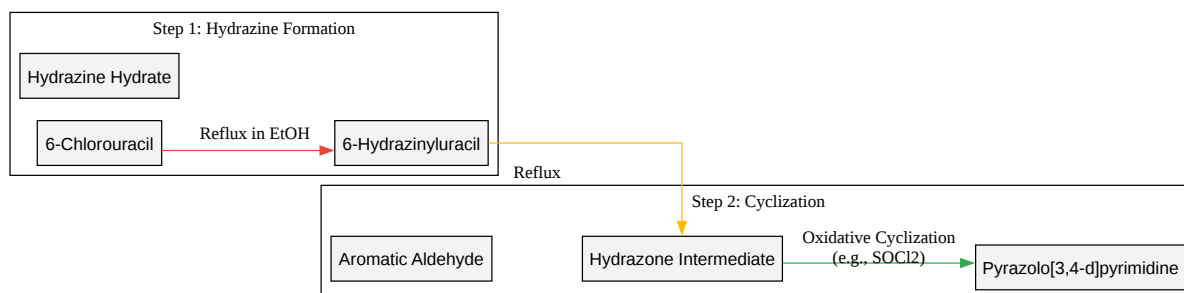 Step 1: Hydrazine Formation
Hydrazine Hydrate
6-Chlorouracil
Reflux in EtOH
6-Hydrazinyluracil
Reflux
Step 2: Cyclization
Aromatic Aldehyde
Hydrazone Intermediate
Oxidative Cyclization
(e.g., SOCl2)
Pyrazolo[3,4-d]pyrimidine